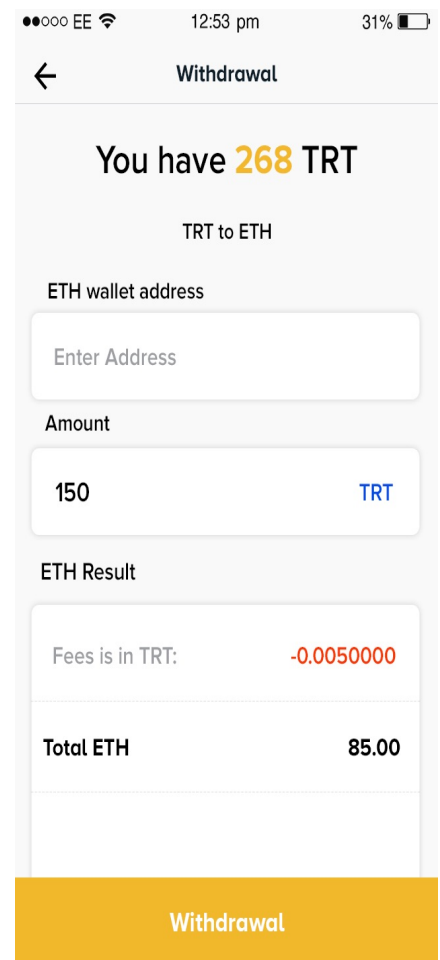 EE 12:53 pm 31%
Withdrawal
You have 268 TRT
TRT to ETH
ETH wallet address
Enter Address
Amount
150 TRT
ETH Result
Fees is in TRT: -0.0050000
Total ETH 85.00
Withdrawal